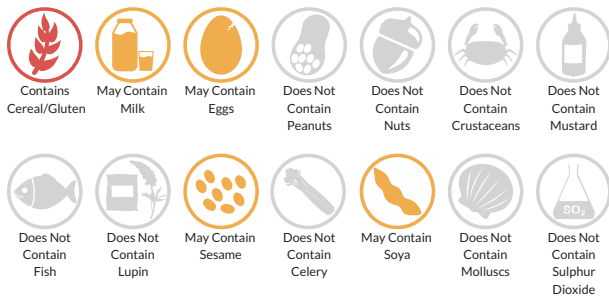 Contains
Cereal/Gluten
May Contain
Milk
May Contain
Eggs
Does Not
Contain
Peanuts
Does Not
Contain
Nuts
Does Not
Contain
Crustaceans
Does Not
Contain
Mustard
Does Not
Contain
Fish
Does Not
Contain
Lupin
May Contain
Sesame
Does Not
Contain
Celery
May Contain
Soya
Does Not
Contain
Molluscs
SO₂
Does Not
Contain
Sulphur
Dioxide